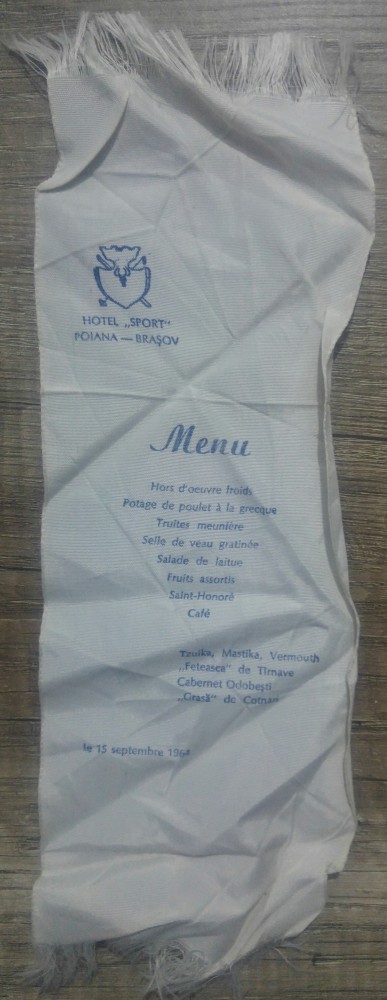 HOTEL „SPORT"
POIANA — BRAŞOV
Menu
Hors d'oeuvre froids
Potage de poulet à la grecque
Truites meunière
Selle de veau gratinée
Salade de laitue
Fruits assortis
Saint-Honoré
Café
Tzuika, Mastika, Vermouth
„Feteasca" de Tîrnave
Cabernet Odobeşti
„Grasă" de Cotnari
le 15 septembre 1964